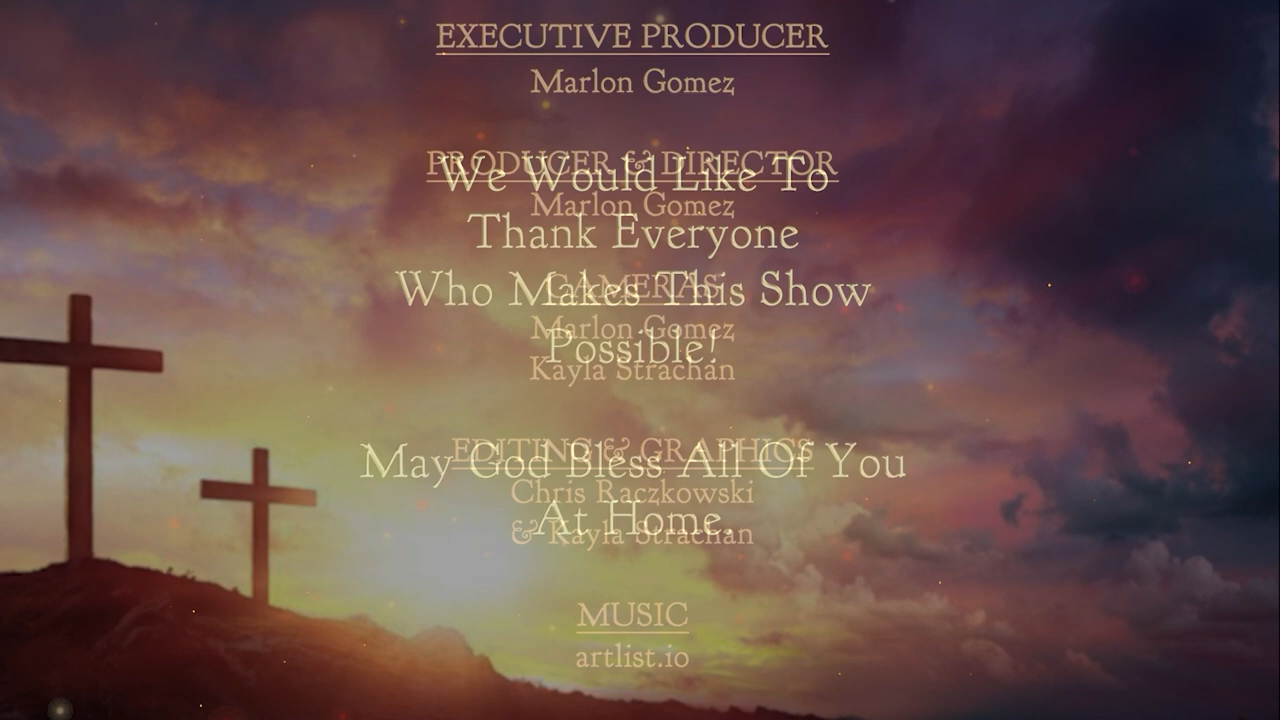 EXECUTIVE PRODUCER
Marlon Gomez
PRODUCER & DIRECTOR
Marlon Gomez
CAMERAS
Marlon Gomez
Kayla Strachan
EDITING & GRAPHICS
Chris Raczkowski
& Kayla Strachan
MUSIC
artlist.io
We Would Like To
Thank Everyone
Who Makes This Show
Possible!
May God Bless All Of You
At Home.